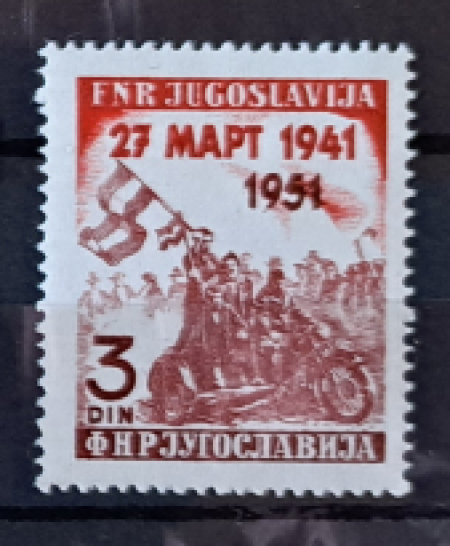 FNR JUGOSLAVIJA
27 МАРТ 1941
1951
3
DIN
ФНРЈУГОСЛАВИЈА